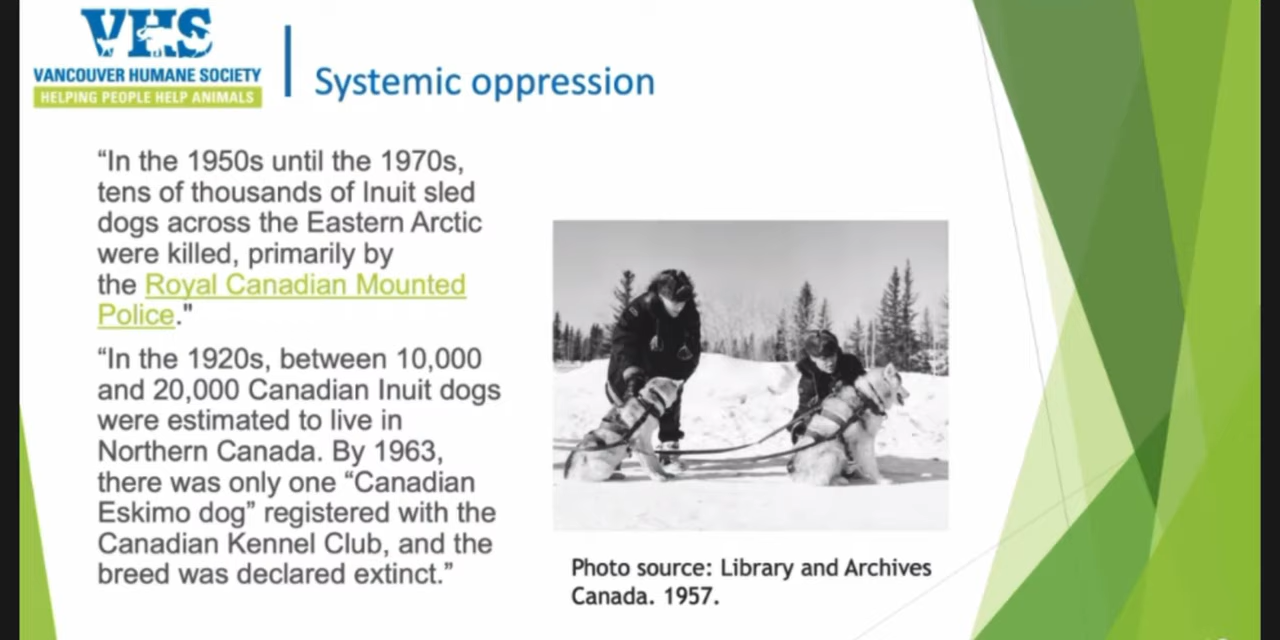 VHS
VANCOUVER HUMANE SOCIETY
HELPING PEOPLE HELP ANIMALS
Systemic oppression
“In the 1950s until the 1970s,
tens of thousands of Inuit sled
dogs across the Eastern Arctic
were killed, primarily by
the Royal Canadian Mounted
Police."
“In the 1920s, between 10,000
and 20,000 Canadian Inuit dogs
were estimated to live in
Northern Canada. By 1963,
there was only one “Canadian
Eskimo dog” registered with the
Canadian Kennel Club, and the
breed was declared extinct.”
Photo source: Library and Archives
Canada. 1957.